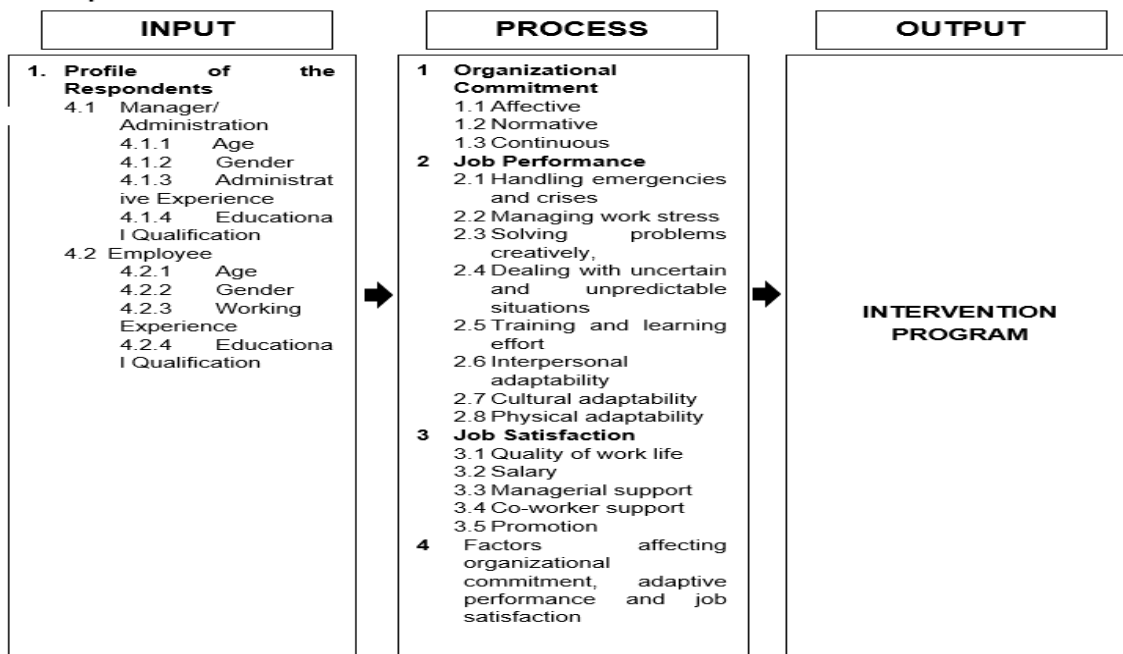 INPUT
1. Profile of the
Respondents
4.1 Manager/
Administration
4.1.1 Age
4.1.2 Gender
4.1.3 Administrat
ive Experience
4.1.4 Educationa
l Qualification
4.2 Employee
4.2.1 Age
4.2.2 Gender
4.2.3 Working
Experience
4.2.4 Educationa
l Qualification
PROCESS
1 Organizational
Commitment
1.1 Affective
1.2 Normative
1.3 Continuous
2 Job Performance
2.1 Handling emergencies
and crises
2.2 Managing work stress
2.3 Solving problems
creatively,
2.4 Dealing with uncertain
and unpredictable
situations
2.5 Training and learning
effort
2.6 Interpersonal
adaptability
2.7 Cultural adaptability
2.8 Physical adaptability
3 Job Satisfaction
3.1 Quality of work life
3.2 Salary
3.3 Managerial support
3.4 Co-worker support
3.5 Promotion
4 Factors affecting
organizational
commitment, adaptive
performance and job
satisfaction
OUTPUT
INTERVENTION
PROGRAM